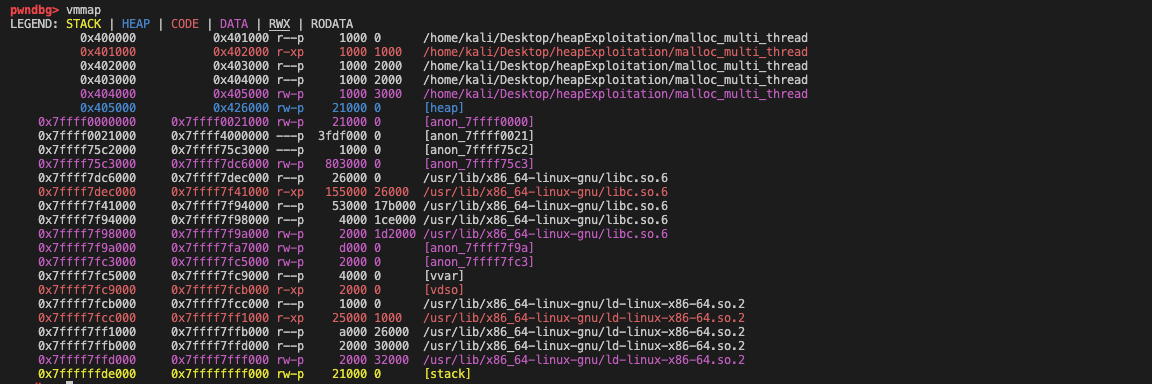 pwndbg> vmmap
LEGEND: STACK | HEAP | CODE | DATA | RWX | RODATA
0x400000 0x401000 r--p 1000 0 /home/kali/Desktop/heapExploitation/malloc_multi_thread
0x401000 0x402000 r-xp 1000 1000 /home/kali/Desktop/heapExploitation/malloc_multi_thread
0x402000 0x403000 r--p 1000 2000 /home/kali/Desktop/heapExploitation/malloc_multi_thread
0x403000 0x404000 r--p 1000 2000 /home/kali/Desktop/heapExploitation/malloc_multi_thread
0x404000 0x405000 rw-p 1000 3000 /home/kali/Desktop/heapExploitation/malloc_multi_thread
0x405000 0x426000 rw-p 21000 0 [heap]
0x7ffff0000000 0x7ffff0021000 rw-p 21000 0 [anon_7ffff0000]
0x7ffff0021000 0x7ffff4000000 ---p 3fdf000 0 [anon_7ffff0021]
0x7ffff75c2000 0x7ffff75c3000 ---p 1000 0 [anon_7ffff75c2]
0x7ffff75c3000 0x7ffff7dc6000 rw-p 803000 0 [anon_7ffff75c3]
0x7ffff7dc6000 0x7ffff7dec000 r--p 26000 0 /usr/lib/x86_64-linux-gnu/libc.so.6
0x7ffff7dec000 0x7ffff7f41000 r-xp 155000 26000 /usr/lib/x86_64-linux-gnu/libc.so.6
0x7ffff7f41000 0x7ffff7f94000 r--p 53000 17b000 /usr/lib/x86_64-linux-gnu/libc.so.6
0x7ffff7f94000 0x7ffff7f98000 r--p 4000 1ce000 /usr/lib/x86_64-linux-gnu/libc.so.6
0x7ffff7f98000 0x7ffff7f9a000 rw-p 2000 1d2000 /usr/lib/x86_64-linux-gnu/libc.so.6
0x7ffff7f9a000 0x7ffff7fa7000 rw-p d000 0 [anon_7ffff7f9a]
0x7ffff7fc3000 0x7ffff7fc5000 rw-p 2000 0 [anon_7ffff7fc3]
0x7ffff7fc5000 0x7ffff7fc9000 r--p 4000 0 [vvar]
0x7ffff7fc9000 0x7ffff7fcb000 r-xp 2000 0 [vdso]
0x7ffff7fcb000 0x7ffff7fcc000 r--p 1000 0 /usr/lib/x86_64-linux-gnu/ld-linux-x86-64.so.2
0x7ffff7fcc000 0x7ffff7ff1000 r-xp 25000 1000 /usr/lib/x86_64-linux-gnu/ld-linux-x86-64.so.2
0x7ffff7ff1000 0x7ffff7ffb000 r--p a000 26000 /usr/lib/x86_64-linux-gnu/ld-linux-x86-64.so.2
0x7ffff7ffb000 0x7ffff7ffd000 r--p 2000 30000 /usr/lib/x86_64-linux-gnu/ld-linux-x86-64.so.2
0x7ffff7ffd000 0x7ffff7fff000 rw-p 2000 32000 /usr/lib/x86_64-linux-gnu/ld-linux-x86-64.so.2
0x7ffffffde000 0x7ffffffff000 rw-p 21000 0 [stack]